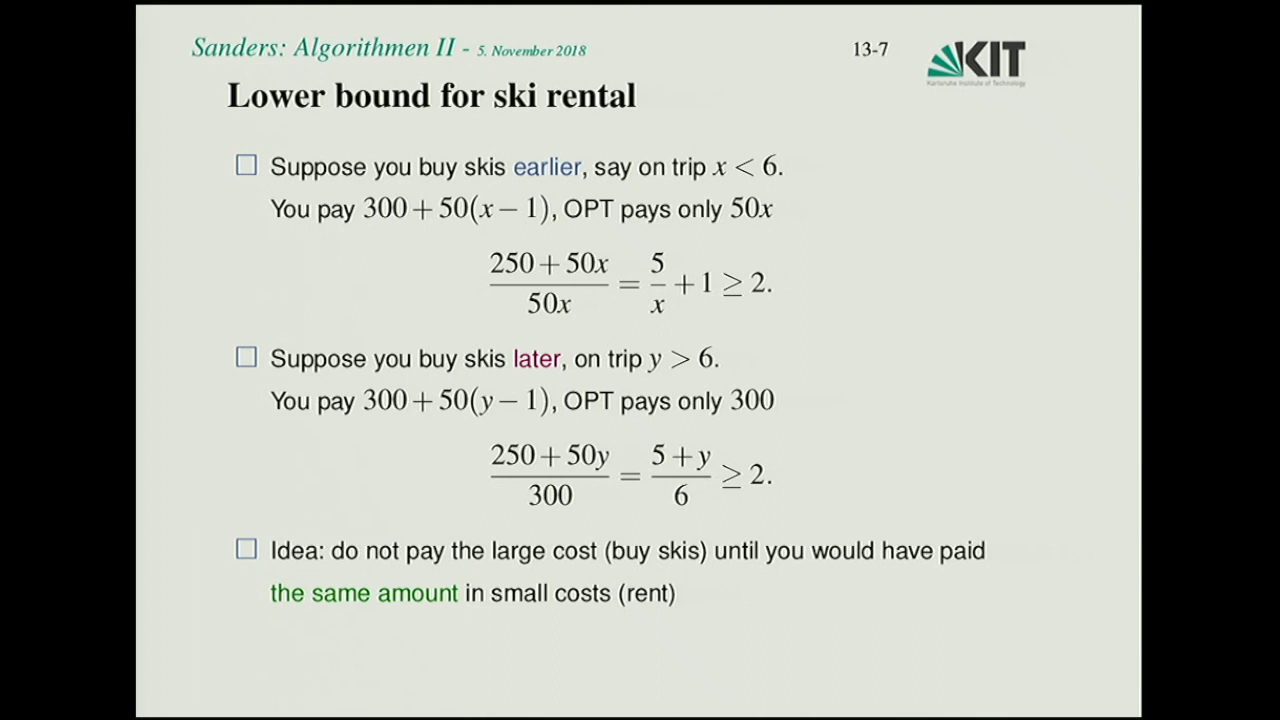 Sanders: Algorithmen II - 5. November 2018
13-7
KIT
Karlsruhe Institute of Technology
Lower bound for ski rental
Suppose you buy skis earlier, say on trip x < 6.
You pay 300 + 50(x − 1), OPT pays only 50x
(250 + 50x)/(50x) = 5/x + 1 ≥ 2.
Suppose you buy skis later, on trip y > 6.
You pay 300 + 50(y − 1), OPT pays only 300
(250 + 50y)/300 = (5 + y)/6 ≥ 2.
Idea: do not pay the large cost (buy skis) until you would have paid
the same amount in small costs (rent)